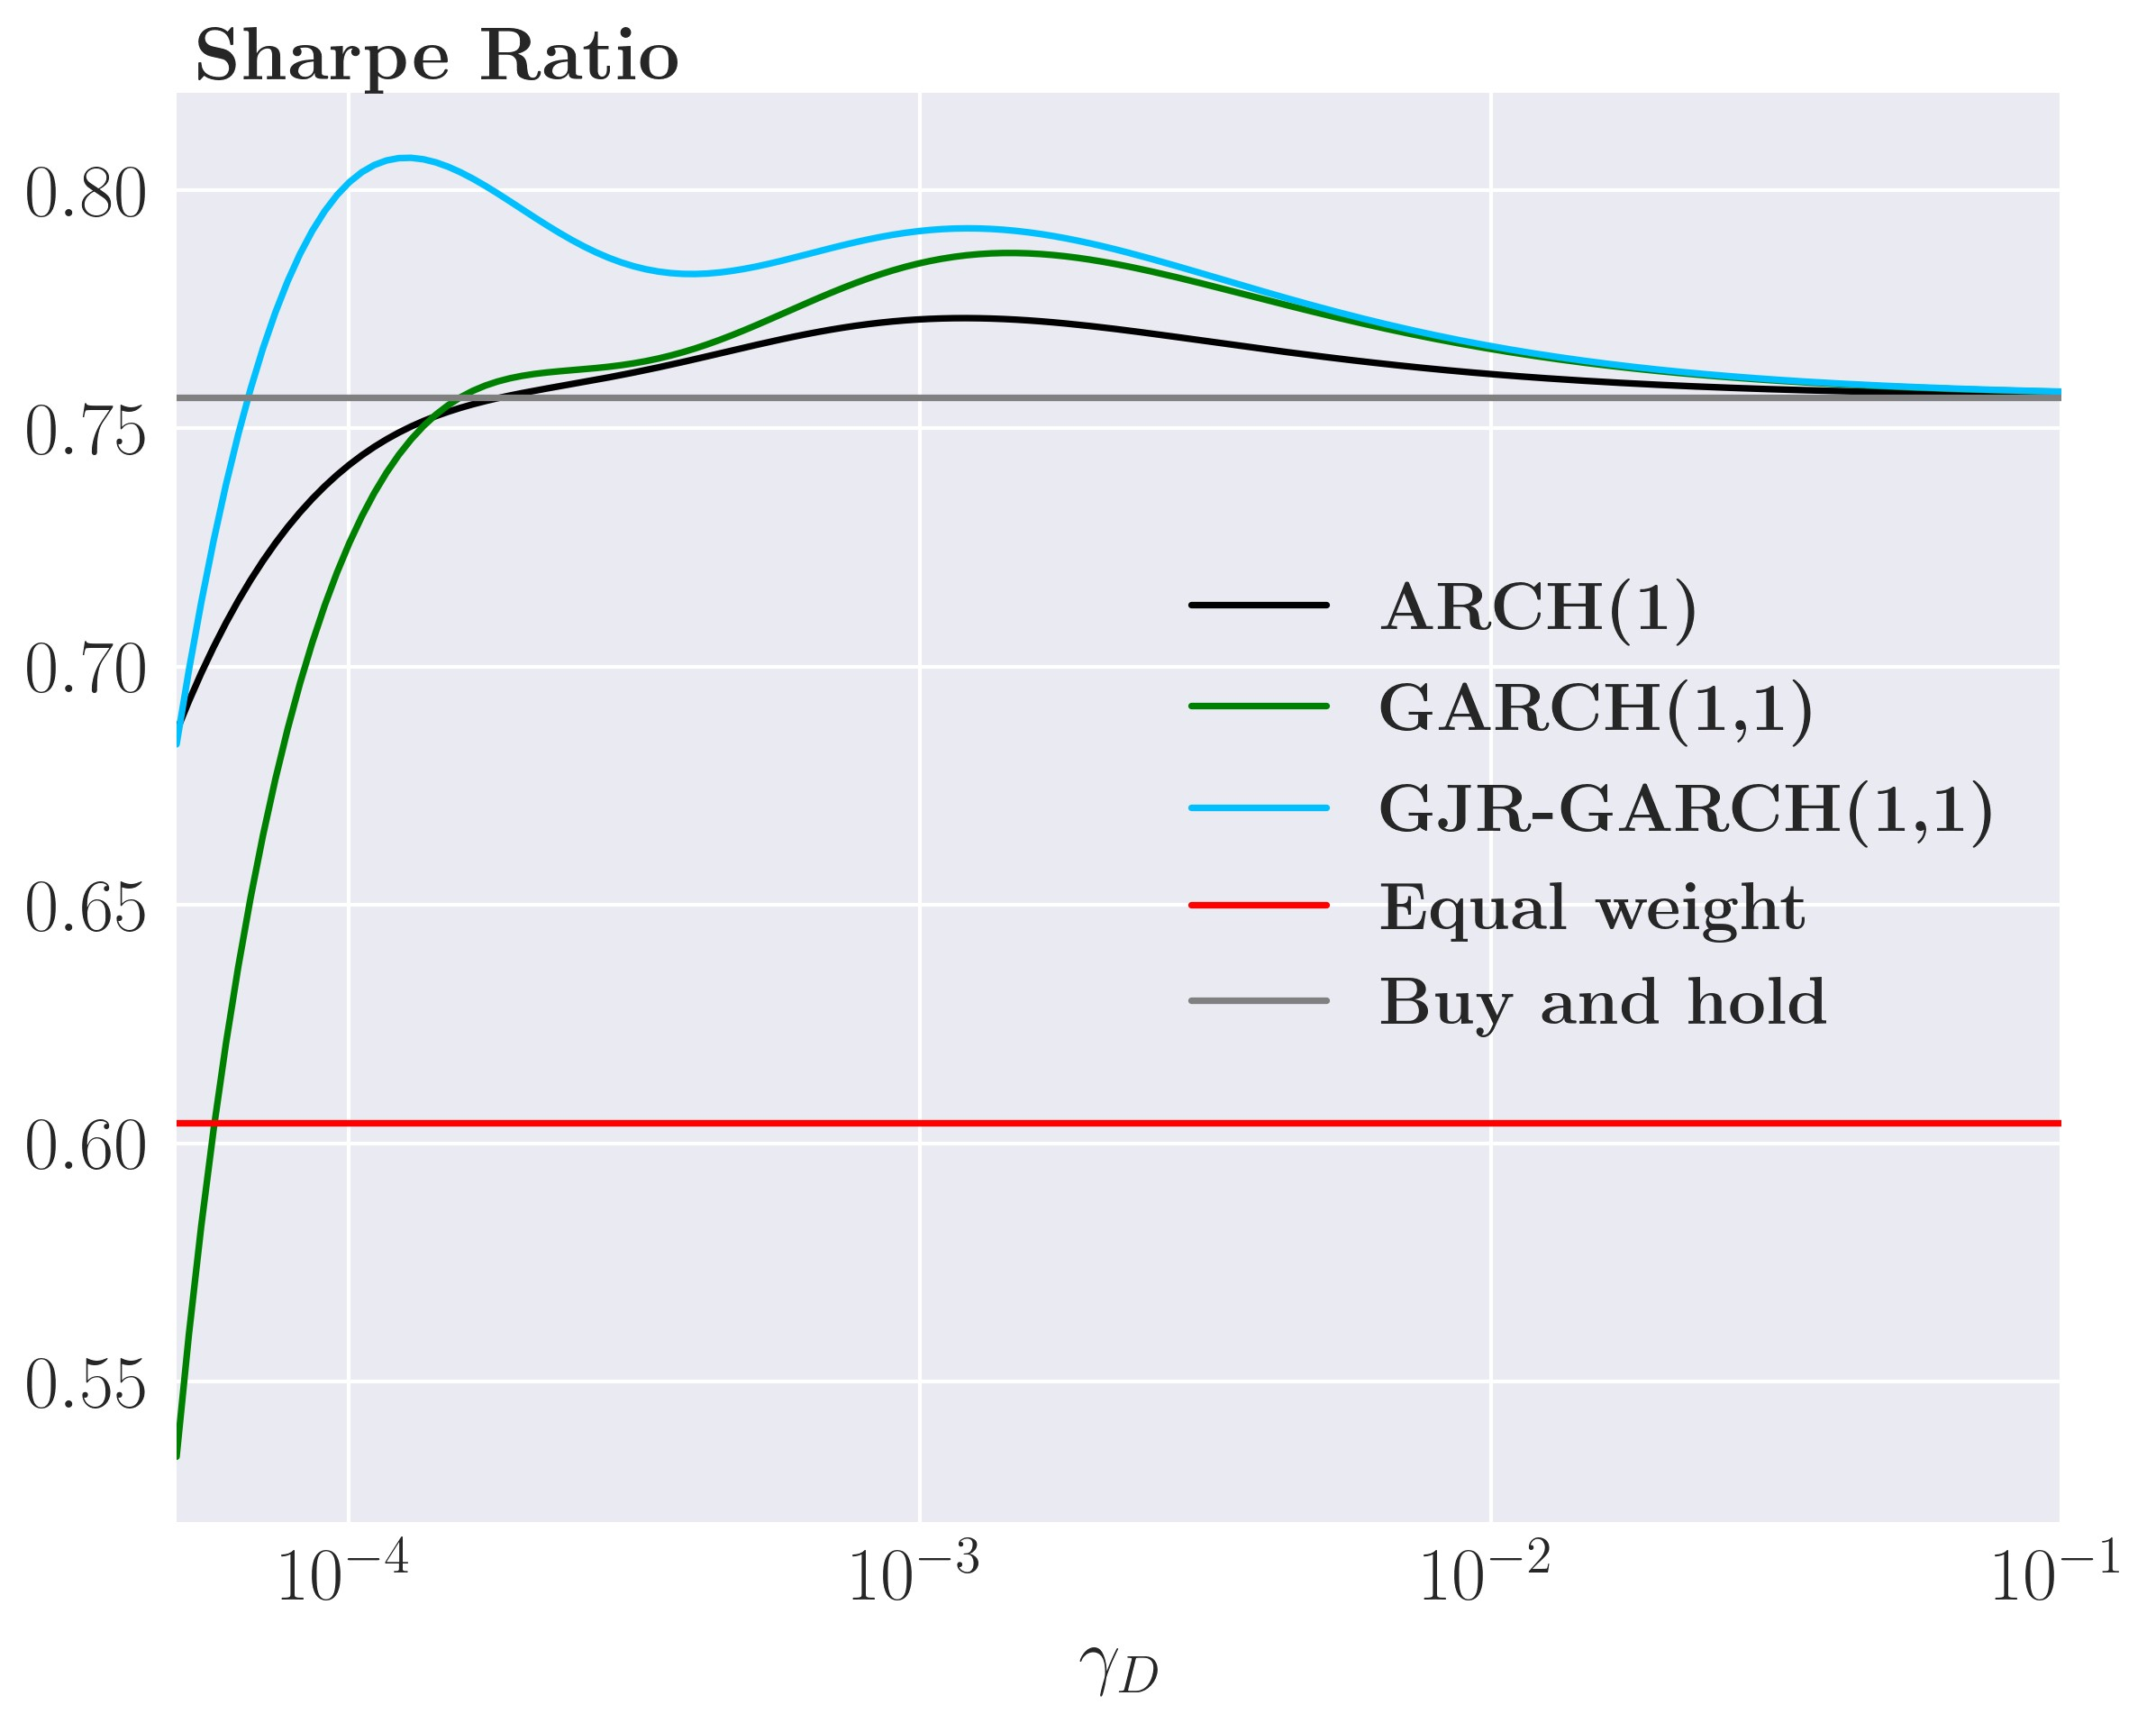 Sharpe Ratio
0.80
0.75
0.70
0.65
0.60
0.55
ARCH(1)
GARCH(1,1)
GJR-GARCH(1,1)
Equal weight
Buy and hold
10⁻⁴ 10⁻³ 10⁻² 10⁻¹
γ_D